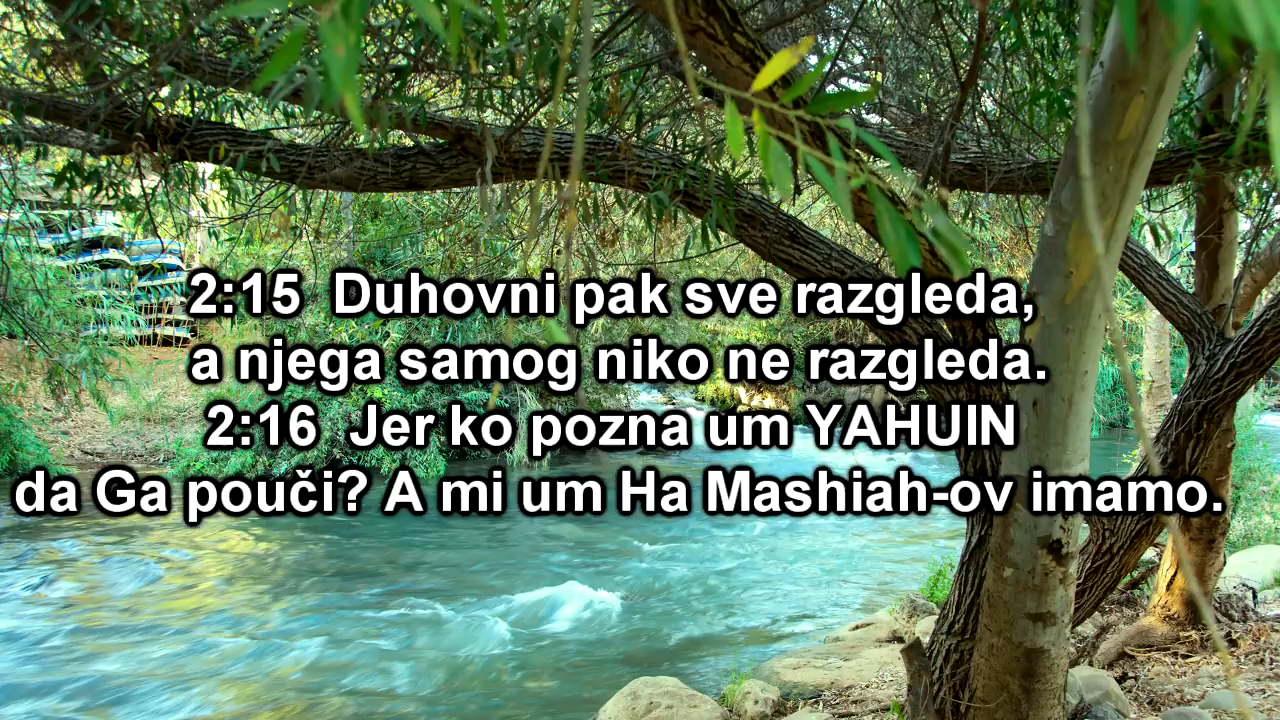 2:15  Duhovni pak sve razgleda,
a njega samog niko ne razgleda.
2:16  Jer ko pozna um YAHUIN
da Ga pouči? A mi um Ha Mashiah-ov imamo.